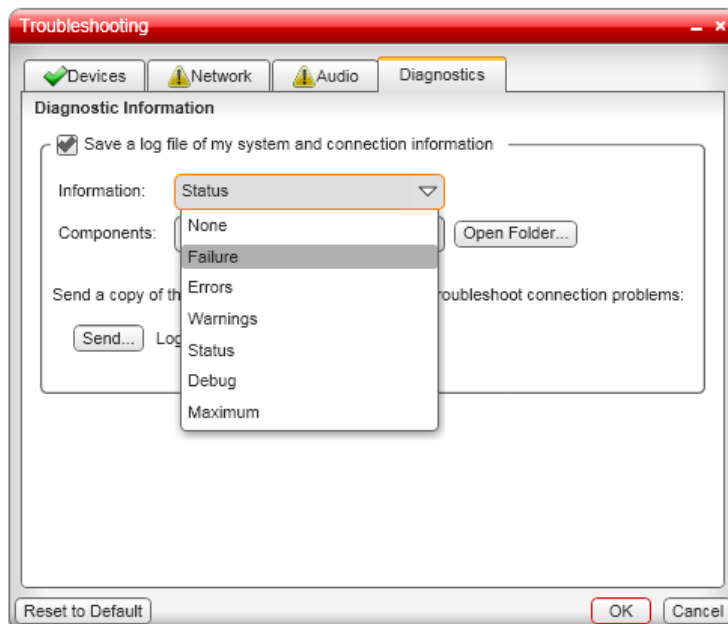 Troubleshooting
Devices Network Audio Diagnostics
Diagnostic Information
Save a log file of my system and connection information
Information: Status
None
Components: Open Folder...
Failure
Errors
Send a copy of th roubleshoot connection problems:
Warnings
Send... Log
Status
Debug
Maximum
Reset to Default OK Cancel